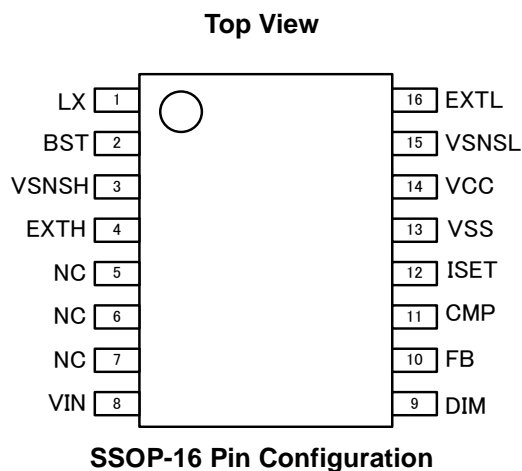 Top View
LX 1 16 EXTL
BST 2 15 VSNSL
VSNSH 3 14 VCC
EXTH 4 13 VSS
NC 5 12 ISET
NC 6 11 CMP
NC 7 10 FB
VIN 8 9 DIM
SSOP-16 Pin Configuration